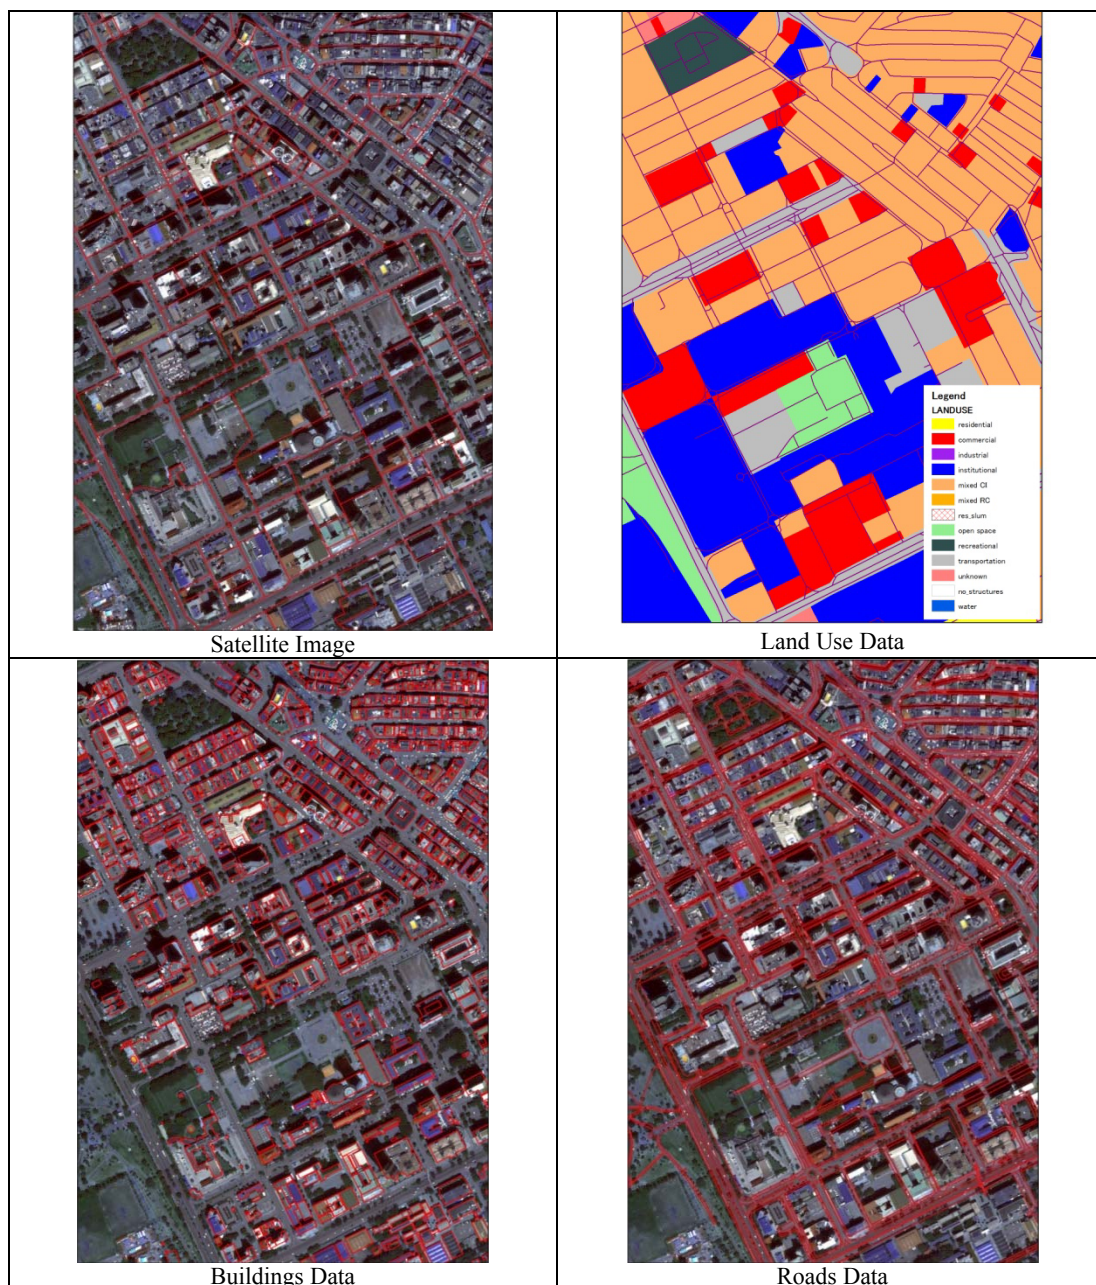 Satellite Image
Legend
LANDUSE
residential
commercial
industrial
institutional
mixed CI
mixed RC
res_slum
open space
recreational
transportation
unknown
no_structures
water
Land Use Data
Buildings Data
Roads Data